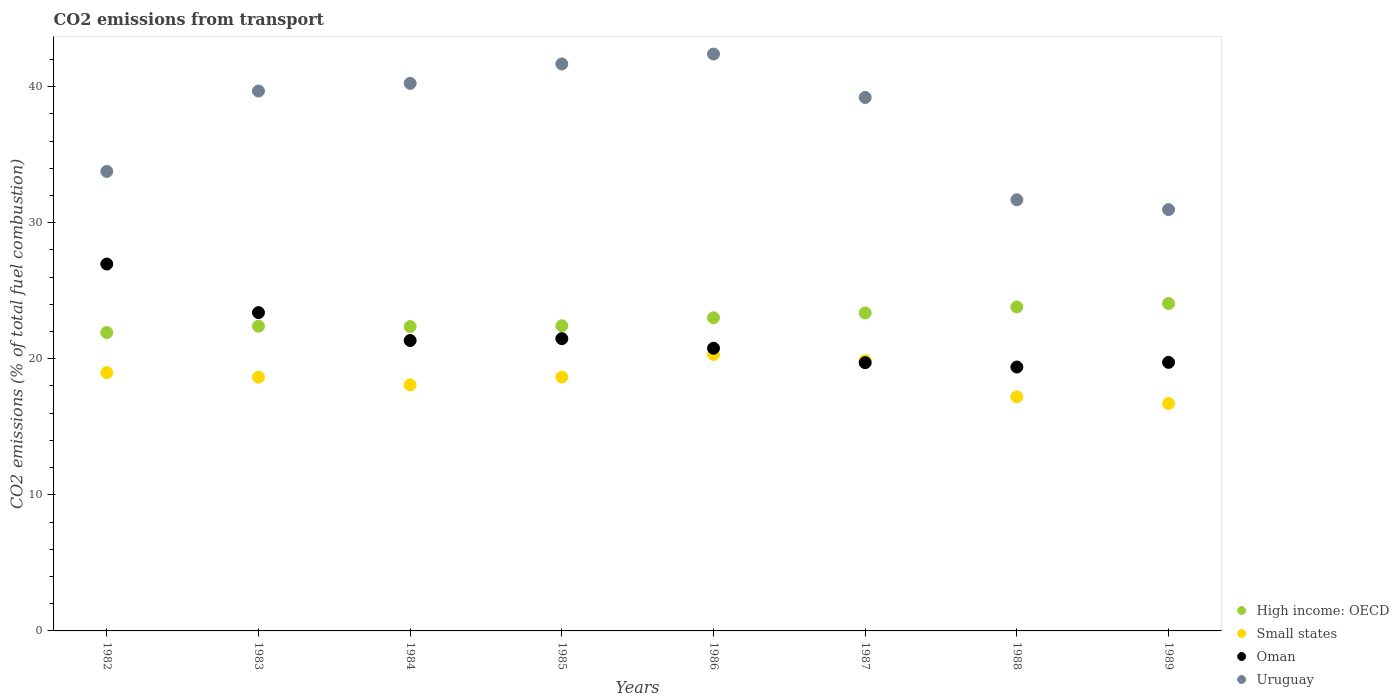 CO2 emissions from transport
CO2 emissions (% of total fuel combustion)
40
30
20
10
0
1982
1983
1984
1985
1986
1987
1988
1989
Years
High income: OECD
Small states
Oman
Uruguay